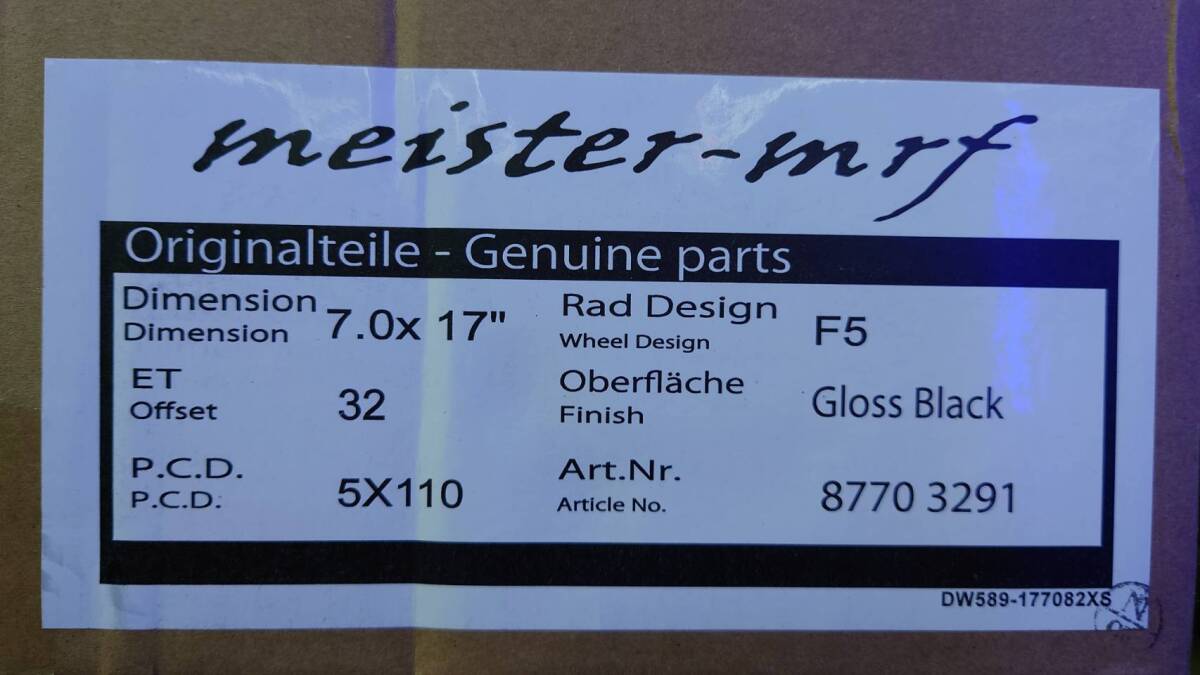 meister-mrf
Originalteile - Genuine parts
Dimension
Dimension
7.0x 17"
Rad Design
Wheel Design
F5
ET
Offset
32
Oberfläche
Finish
Gloss Black
P.C.D.
P.C.D.
5X110
Art.Nr.
Article No.
8770 3291
DW589-177082XS